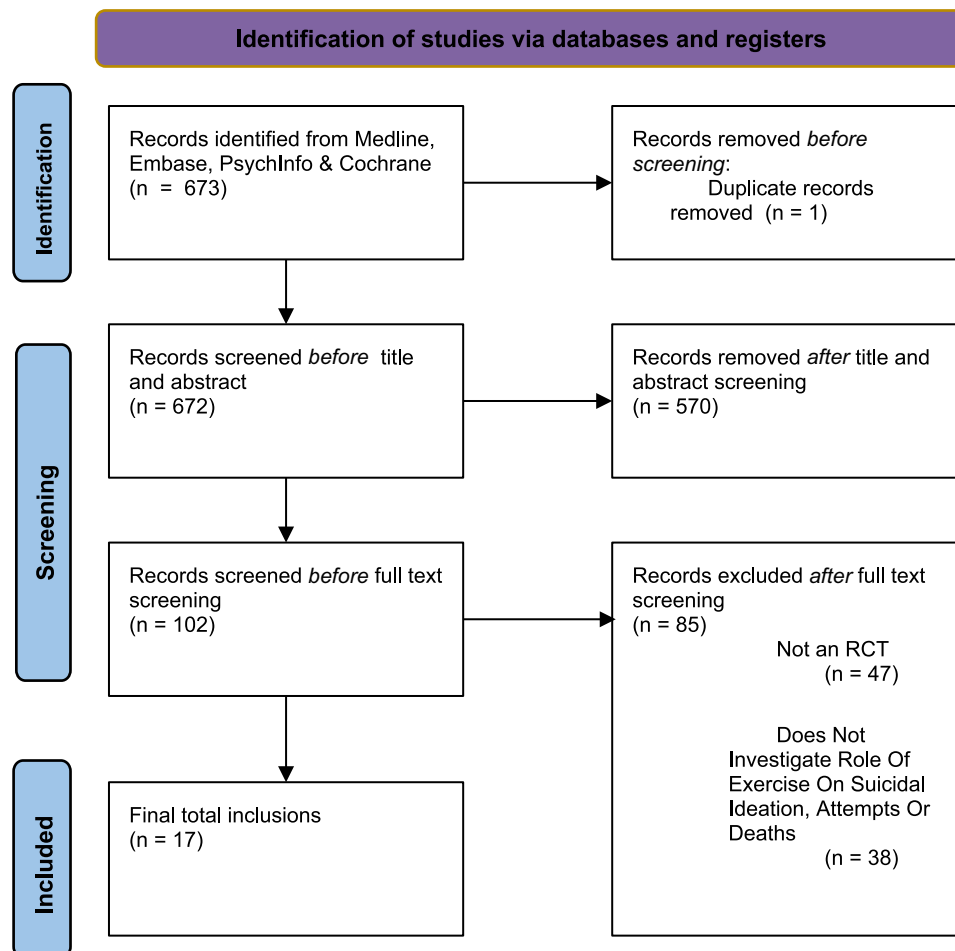 Identification of studies via databases and registers
Identification
Records identified from Medline,
Embase, PsychInfo & Cochrane
(n = 673)
Records removed before
screening:
Duplicate records
removed (n = 1)
Screening
Records screened before title
and abstract
(n = 672)
Records removed after title and
abstract screening
(n = 570)
Records screened before full text
screening
(n = 102)
Records excluded after full text
screening
(n = 85)
Not an RCT
(n = 47)
Does Not
Investigate Role Of
Exercise On Suicidal
Ideation, Attempts Or
Deaths
(n = 38)
Included
Final total inclusions
(n = 17)